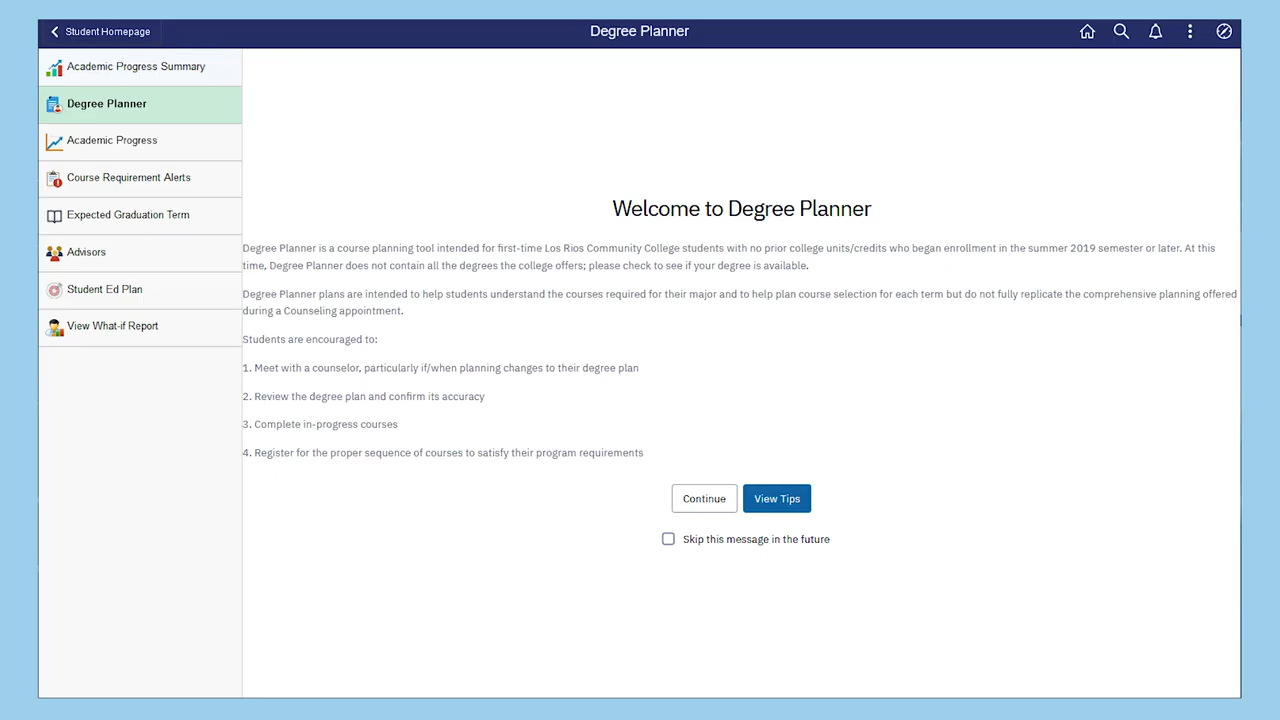 Student Homepage
Degree Planner
Academic Progress Summary
Degree Planner
Academic Progress
Course Requirement Alerts
Expected Graduation Term
Advisors
Student Ed Plan
View What-if Report
Welcome to Degree Planner
Degree Planner is a course planning tool intended for first-time Los Rios Community College students with no prior college units/credits who began enrollment in the summer 2019 semester or later. At this
time, Degree Planner does not contain all the degrees the college offers; please check to see if your degree is available.
Degree Planner plans are intended to help students understand the courses required for their major and to help plan course selection for each term but do not fully replicate the comprehensive planning offered
during a Counseling appointment.
Students are encouraged to:
1. Meet with a counselor, particularly if/when planning changes to their degree plan
2. Review the degree plan and confirm its accuracy
3. Complete in-progress courses
4. Register for the proper sequence of courses to satisfy their program requirements
Continue
View Tips
Skip this message in the future